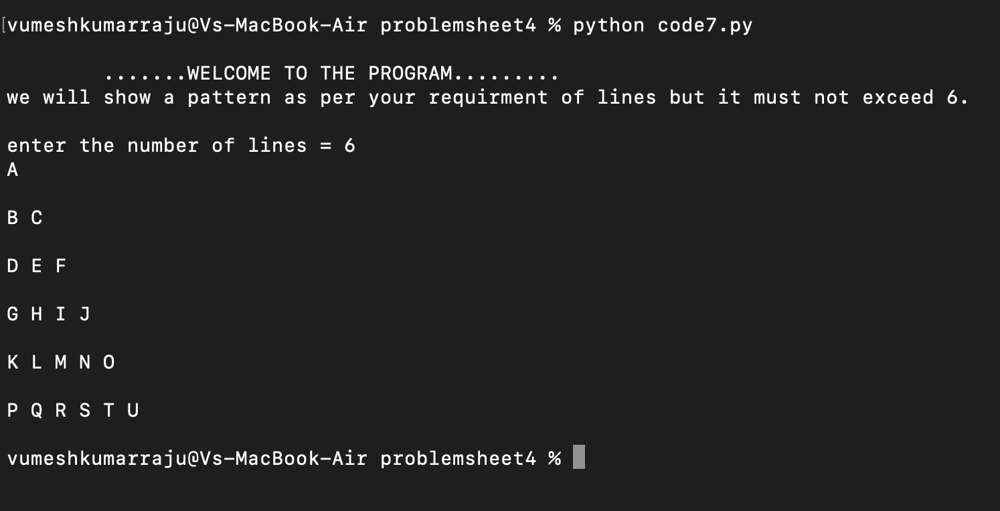 [vumeshkumarraju@Vs-MacBook-Air problemsheet4 % python code7.py
.......WELCOME TO THE PROGRAM.........
we will show a pattern as per your requirment of lines but it must not exceed 6.
enter the number of lines = 6
A
B C
D E F
G H I J
K L M N O
P Q R S T U
vumeshkumarraju@Vs-MacBook-Air problemsheet4 %